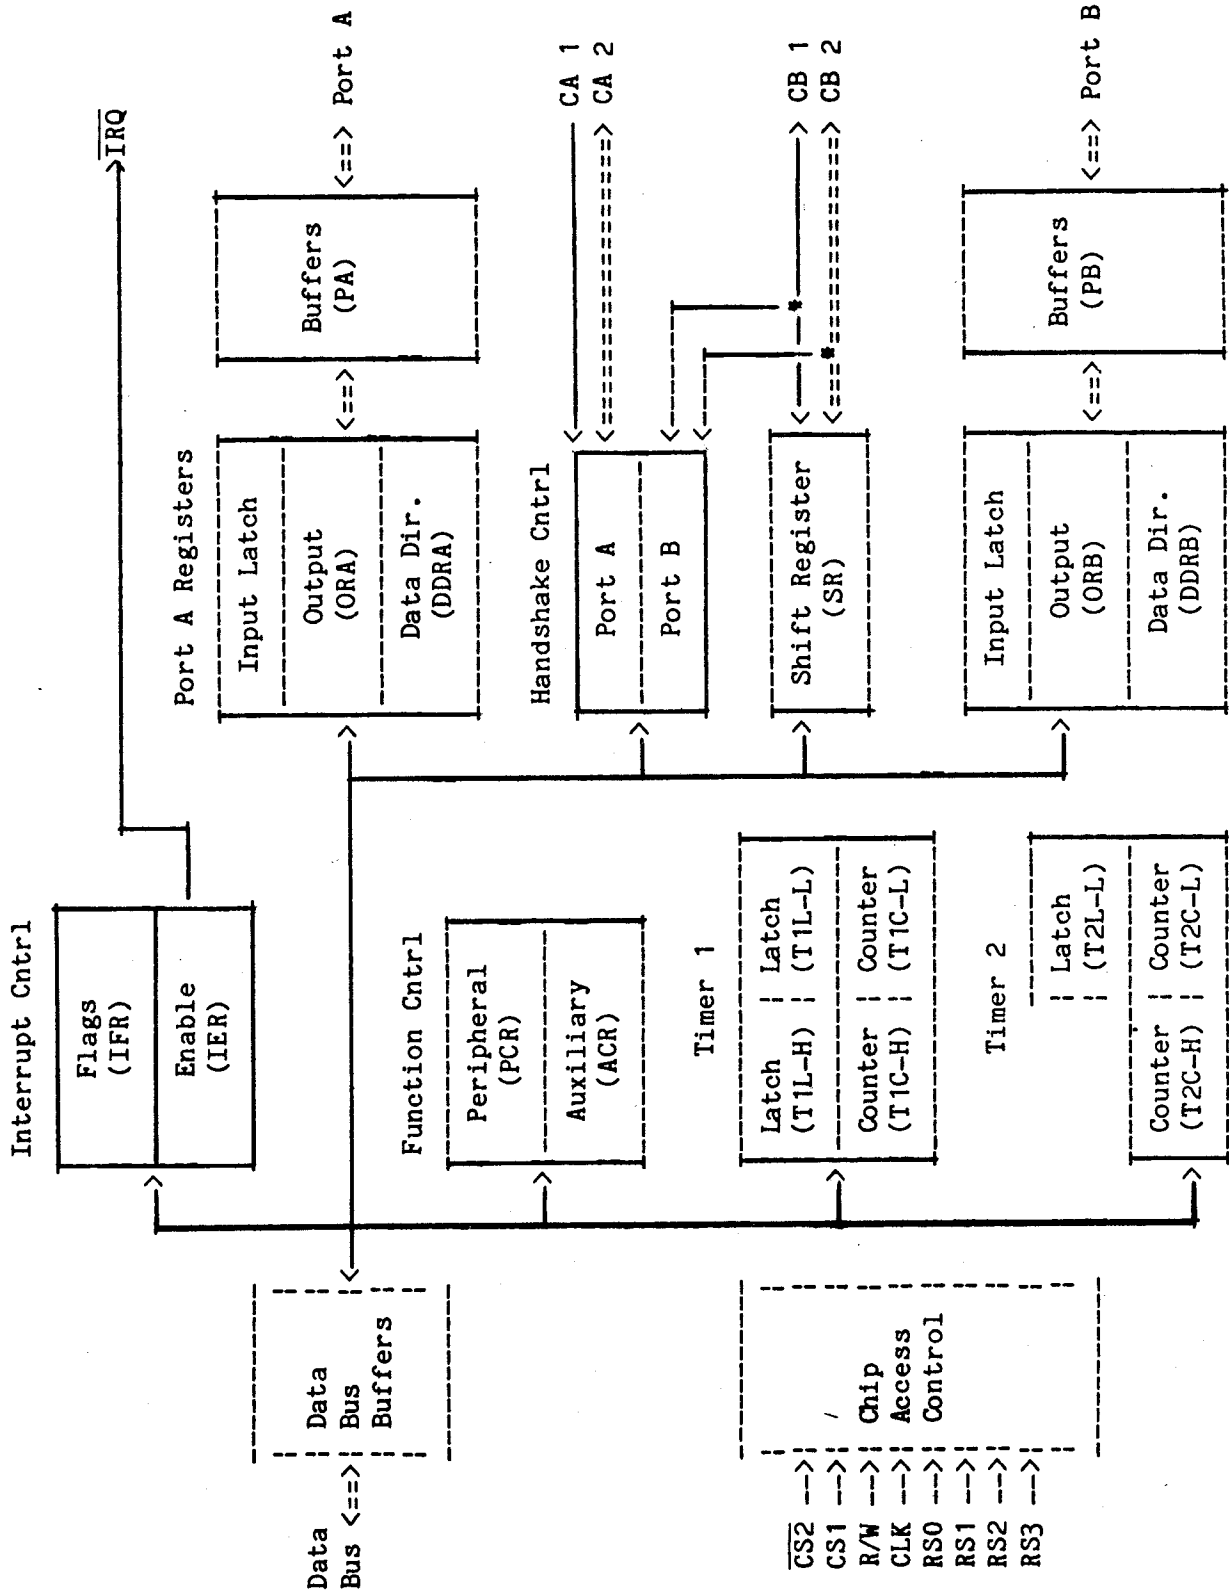 Interrupt Cntrl
Flags
(IFR)
Enable
(IER)
IRQ
Port A Registers
Input Latch
Output
(ORA)
Data Dir.
(DDRA)
Buffers
(PA)
Port A
Data
Bus
Data
Bus
Buffers
Function Cntrl
Peripheral
(PCR)
Auxiliary
(ACR)
Handshake Cntrl
Port A
Port B
CA 1
CA 2
Timer 1
Latch
(T1L-H)
Latch
(T1L-L)
Counter
(T1C-H)
Counter
(T1C-L)
Shift Register
(SR)
CB 1
CB 2
CS2
CS1
R/W
CLK
RS0
RS1
RS2
RS3
Chip
Access
Control
Timer 2
Latch
(T2L-L)
Counter
(T2C-H)
Counter
(T2C-L)
Input Latch
Output
(ORB)
Data Dir.
(DDRB)
Buffers
(PB)
Port B